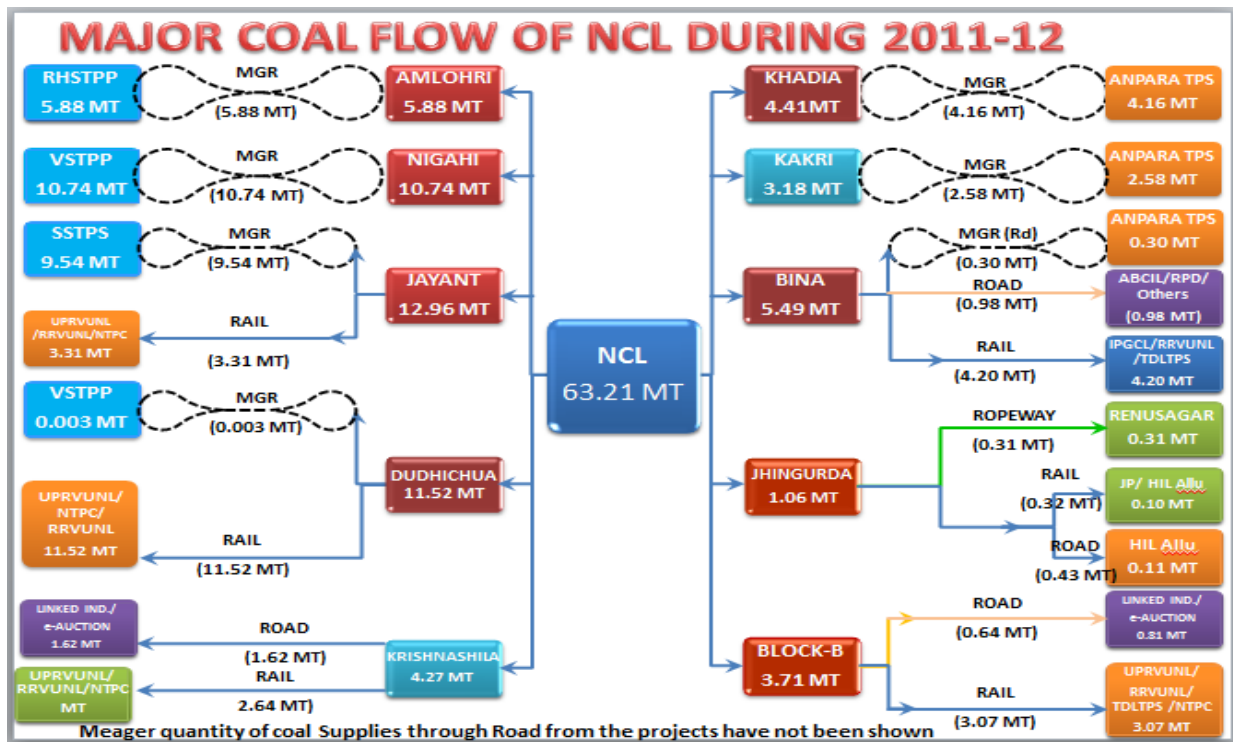 MAJOR COAL FLOW OF NCL DURING 2011-12
RHSTPP
5.88 MT
MGR
(5.88 MT)
AMLOHRI
5.88 MT
VSTPP
10.74 MT
MGR
(10.74 MT)
NIGAHI
10.74 MT
SSTPS
9.54 MT
MGR
(9.54 MT)
JAYANT
12.96 MT
UPRVUNL
/RRVUNL/NTPC
3.31 MT
RAIL
(3.31 MT)
VSTPP
0.003 MT
MGR
(0.003 MT)
DUDHICHUA
11.52 MT
UPRVUNL/
NTPC/
RRVUNL
11.52 MT
RAIL
(11.52 MT)
LINKED IND./
e-AUCTION
1.62 MT
ROAD
(1.62 MT)
KRISHNASHILA
4.27 MT
UPRVUNL/
RRVUNL/NTPC
MT
RAIL
2.64 MT)
NCL
63.21 MT
KHADIA
4.41MT
MGR
(4.16 MT)
ANPARA TPS
4.16 MT
KAKRI
3.18 MT
MGR
(2.58 MT)
ANPARA TPS
2.58 MT
BINA
5.49 MT
MGR (Rd)
(0.30 MT)
ANPARA TPS
0.30 MT
ROAD
(0.98 MT)
ABCIL/RPD/
Others
(0.98 MT)
RAIL
(4.20 MT)
IPGCL/RRVUNL
/TDLTPS
4.20 MT
JHINGURDA
1.06 MT
ROPEWAY
(0.31 MT)
RENUSAGAR
0.31 MT
RAIL
(0.32 MT)
JP/ HIL Allu
0.10 MT
ROAD
(0.43 MT)
HIL Allu
0.11 MT
BLOCK-B
3.71 MT
ROAD
(0.64 MT)
LINKED IND./
e-AUCTION
0.81 MT
RAIL
(3.07 MT)
UPRVUNL/
RRVUNL/
TDLTPS /NTPC
3.07 MT
Meager quantity of coal Supplies through Road from the projects have not been shown